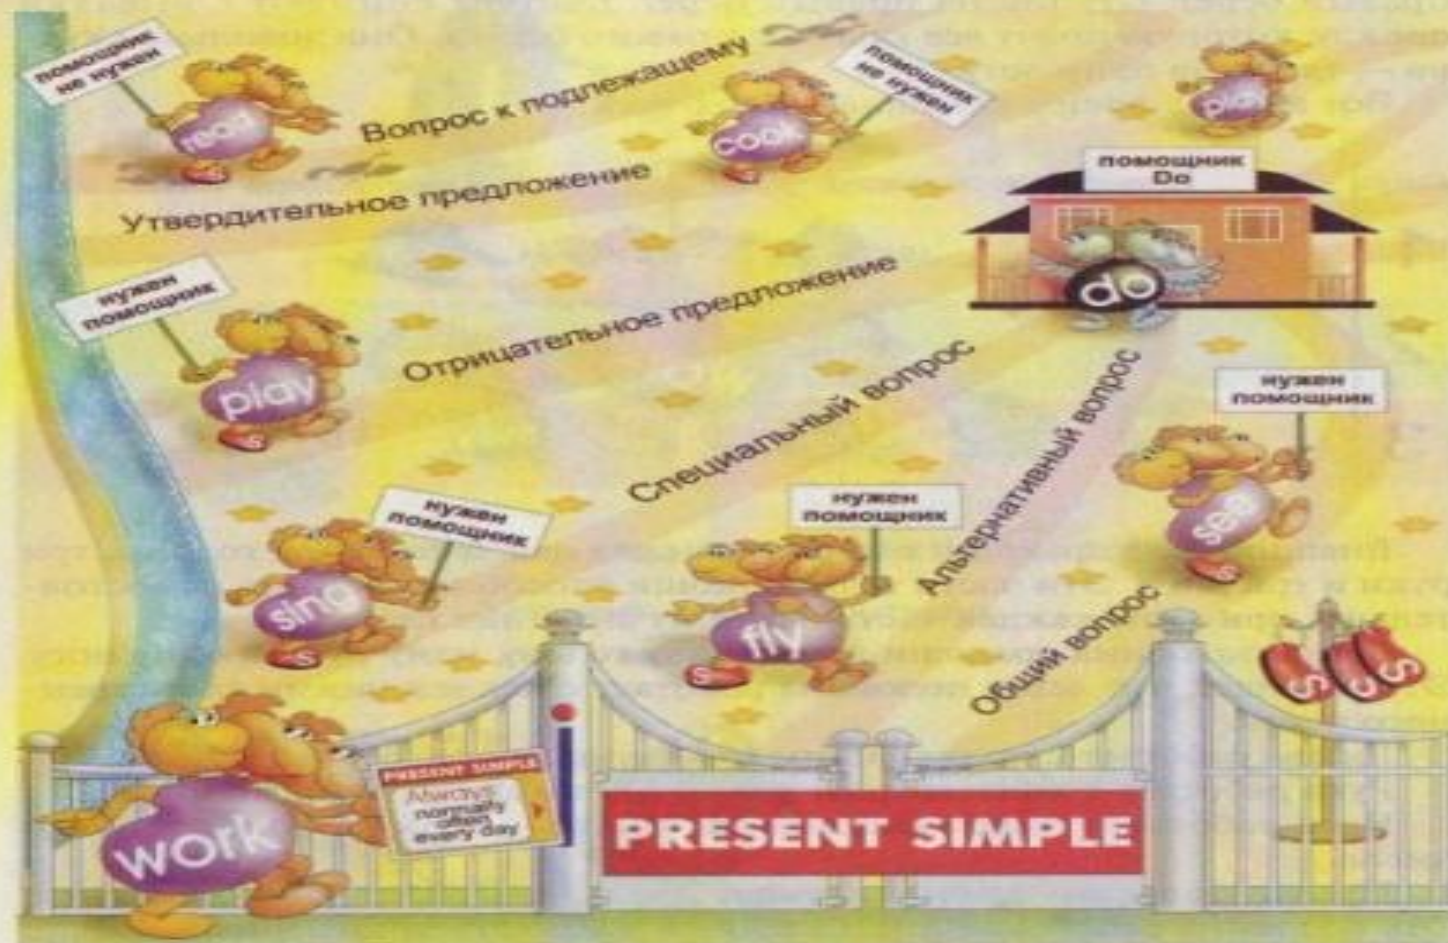 помощник
не нужен
read
s
Вопрос к подлежащему
cook
s
помощник
не нужен
Утвердительное предложение
помощник
Do
do
нужен
помощник
play
s
Отрицательное предложение
Специальный вопрос
Альтернативный вопрос
нужен
помощник
s
нужен
помощник
sing
s
нужен
помощник
fly
s
Общий вопрос
S
S
S
work
PRESENT SIMPLE
Always
normally
often
every day
i
PRESENT SIMPLE